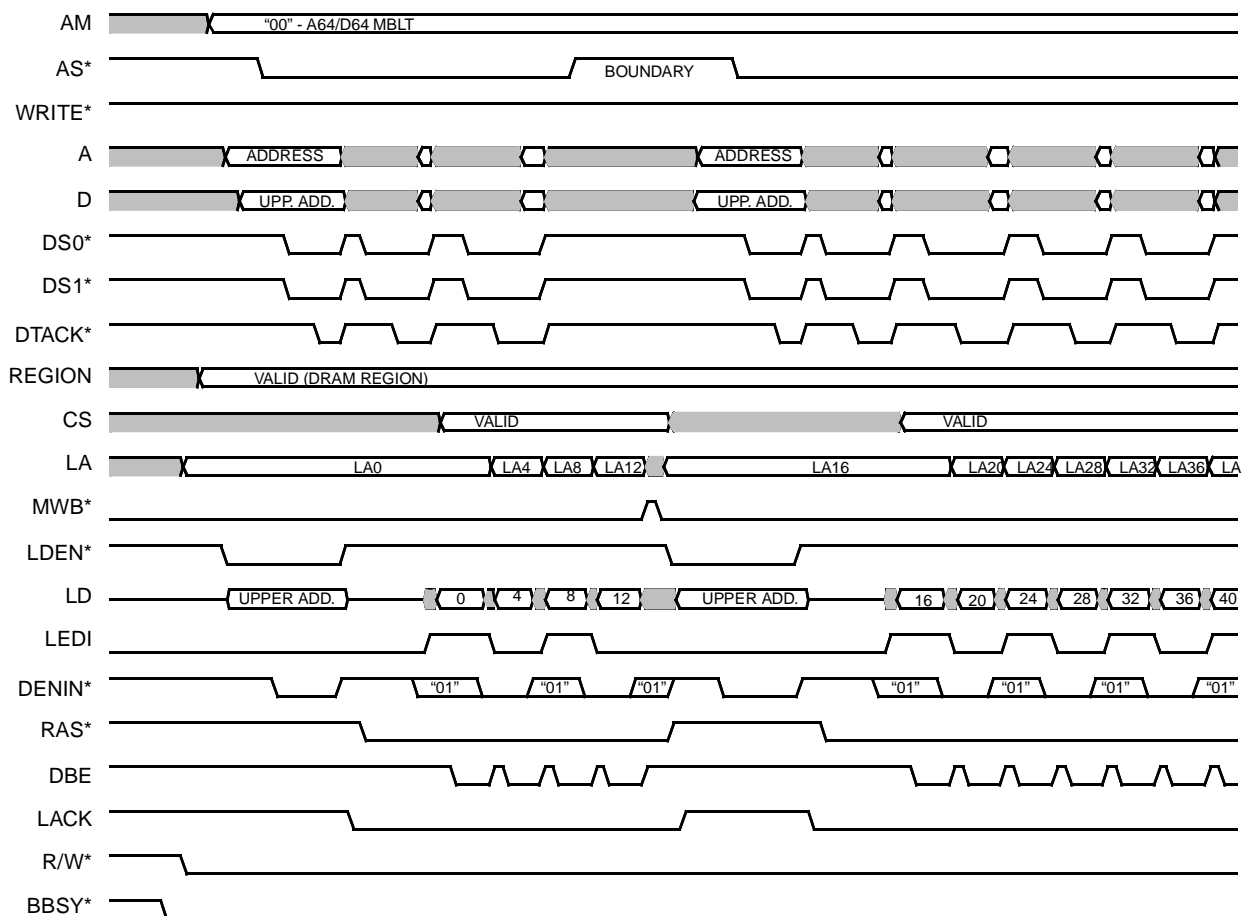 AM “00” - A64/D64 MBLT
AS* BOUNDARY
WRITE*
A ADDRESS ADDRESS
D UPP. ADD. UPP. ADD.
DS0*
DS1*
DTACK*
REGION VALID (DRAM REGION)
CS VALID VALID
LA LA0 LA4 LA8 LA12 LA16 LA20 LA24 LA28 LA32 LA36 LA
MWB*
LDEN*
LD UPPER ADD. 0 4 8 12 UPPER ADD. 16 20 24 28 32 36 40
LEDI
DENIN* “01” “01” “01” “01” “01” “01” “01”
RAS*
DBE
LACK
R/W*
BBSY*